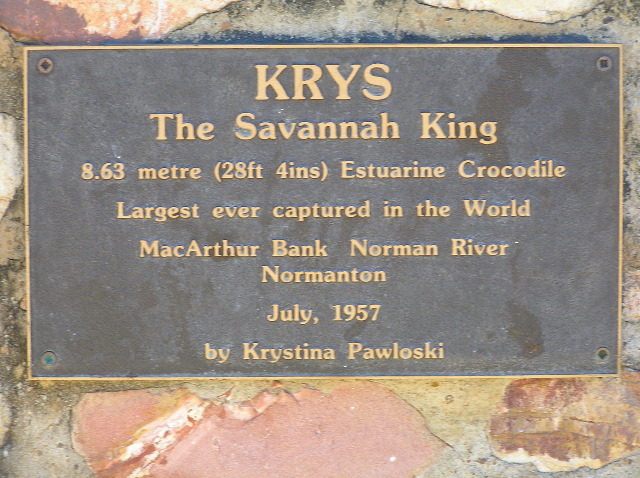 KRYS
The Savannah King
8.63 metre (28ft 4ins) Estuarine Crocodile
Largest ever captured in the World
MacArthur Bank Norman River
Normanton
July, 1957
by Krystina Pawloski